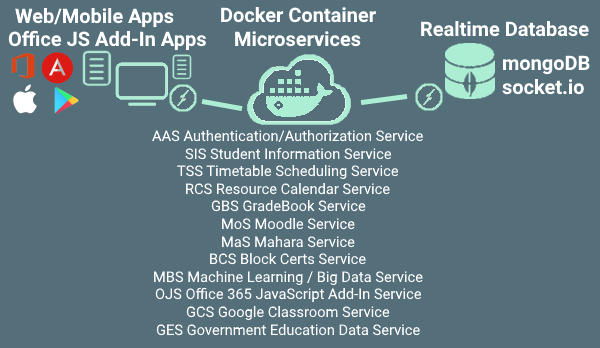 Web/Mobile Apps
Office JS Add-In Apps
Docker Container
Microservices
Realtime Database
mongoDB
socket.io
AAS Authentication/Authorization Service
SIS Student Information Service
TSS Timetable Scheduling Service
RCS Resource Calendar Service
GBS GradeBook Service
MoS Moodle Service
MaS Mahara Service
BCS Block Certs Service
MBS Machine Learning / Big Data Service
OJS Office 365 JavaScript Add-In Service
GCS Google Classroom Service
GES Government Education Data Service